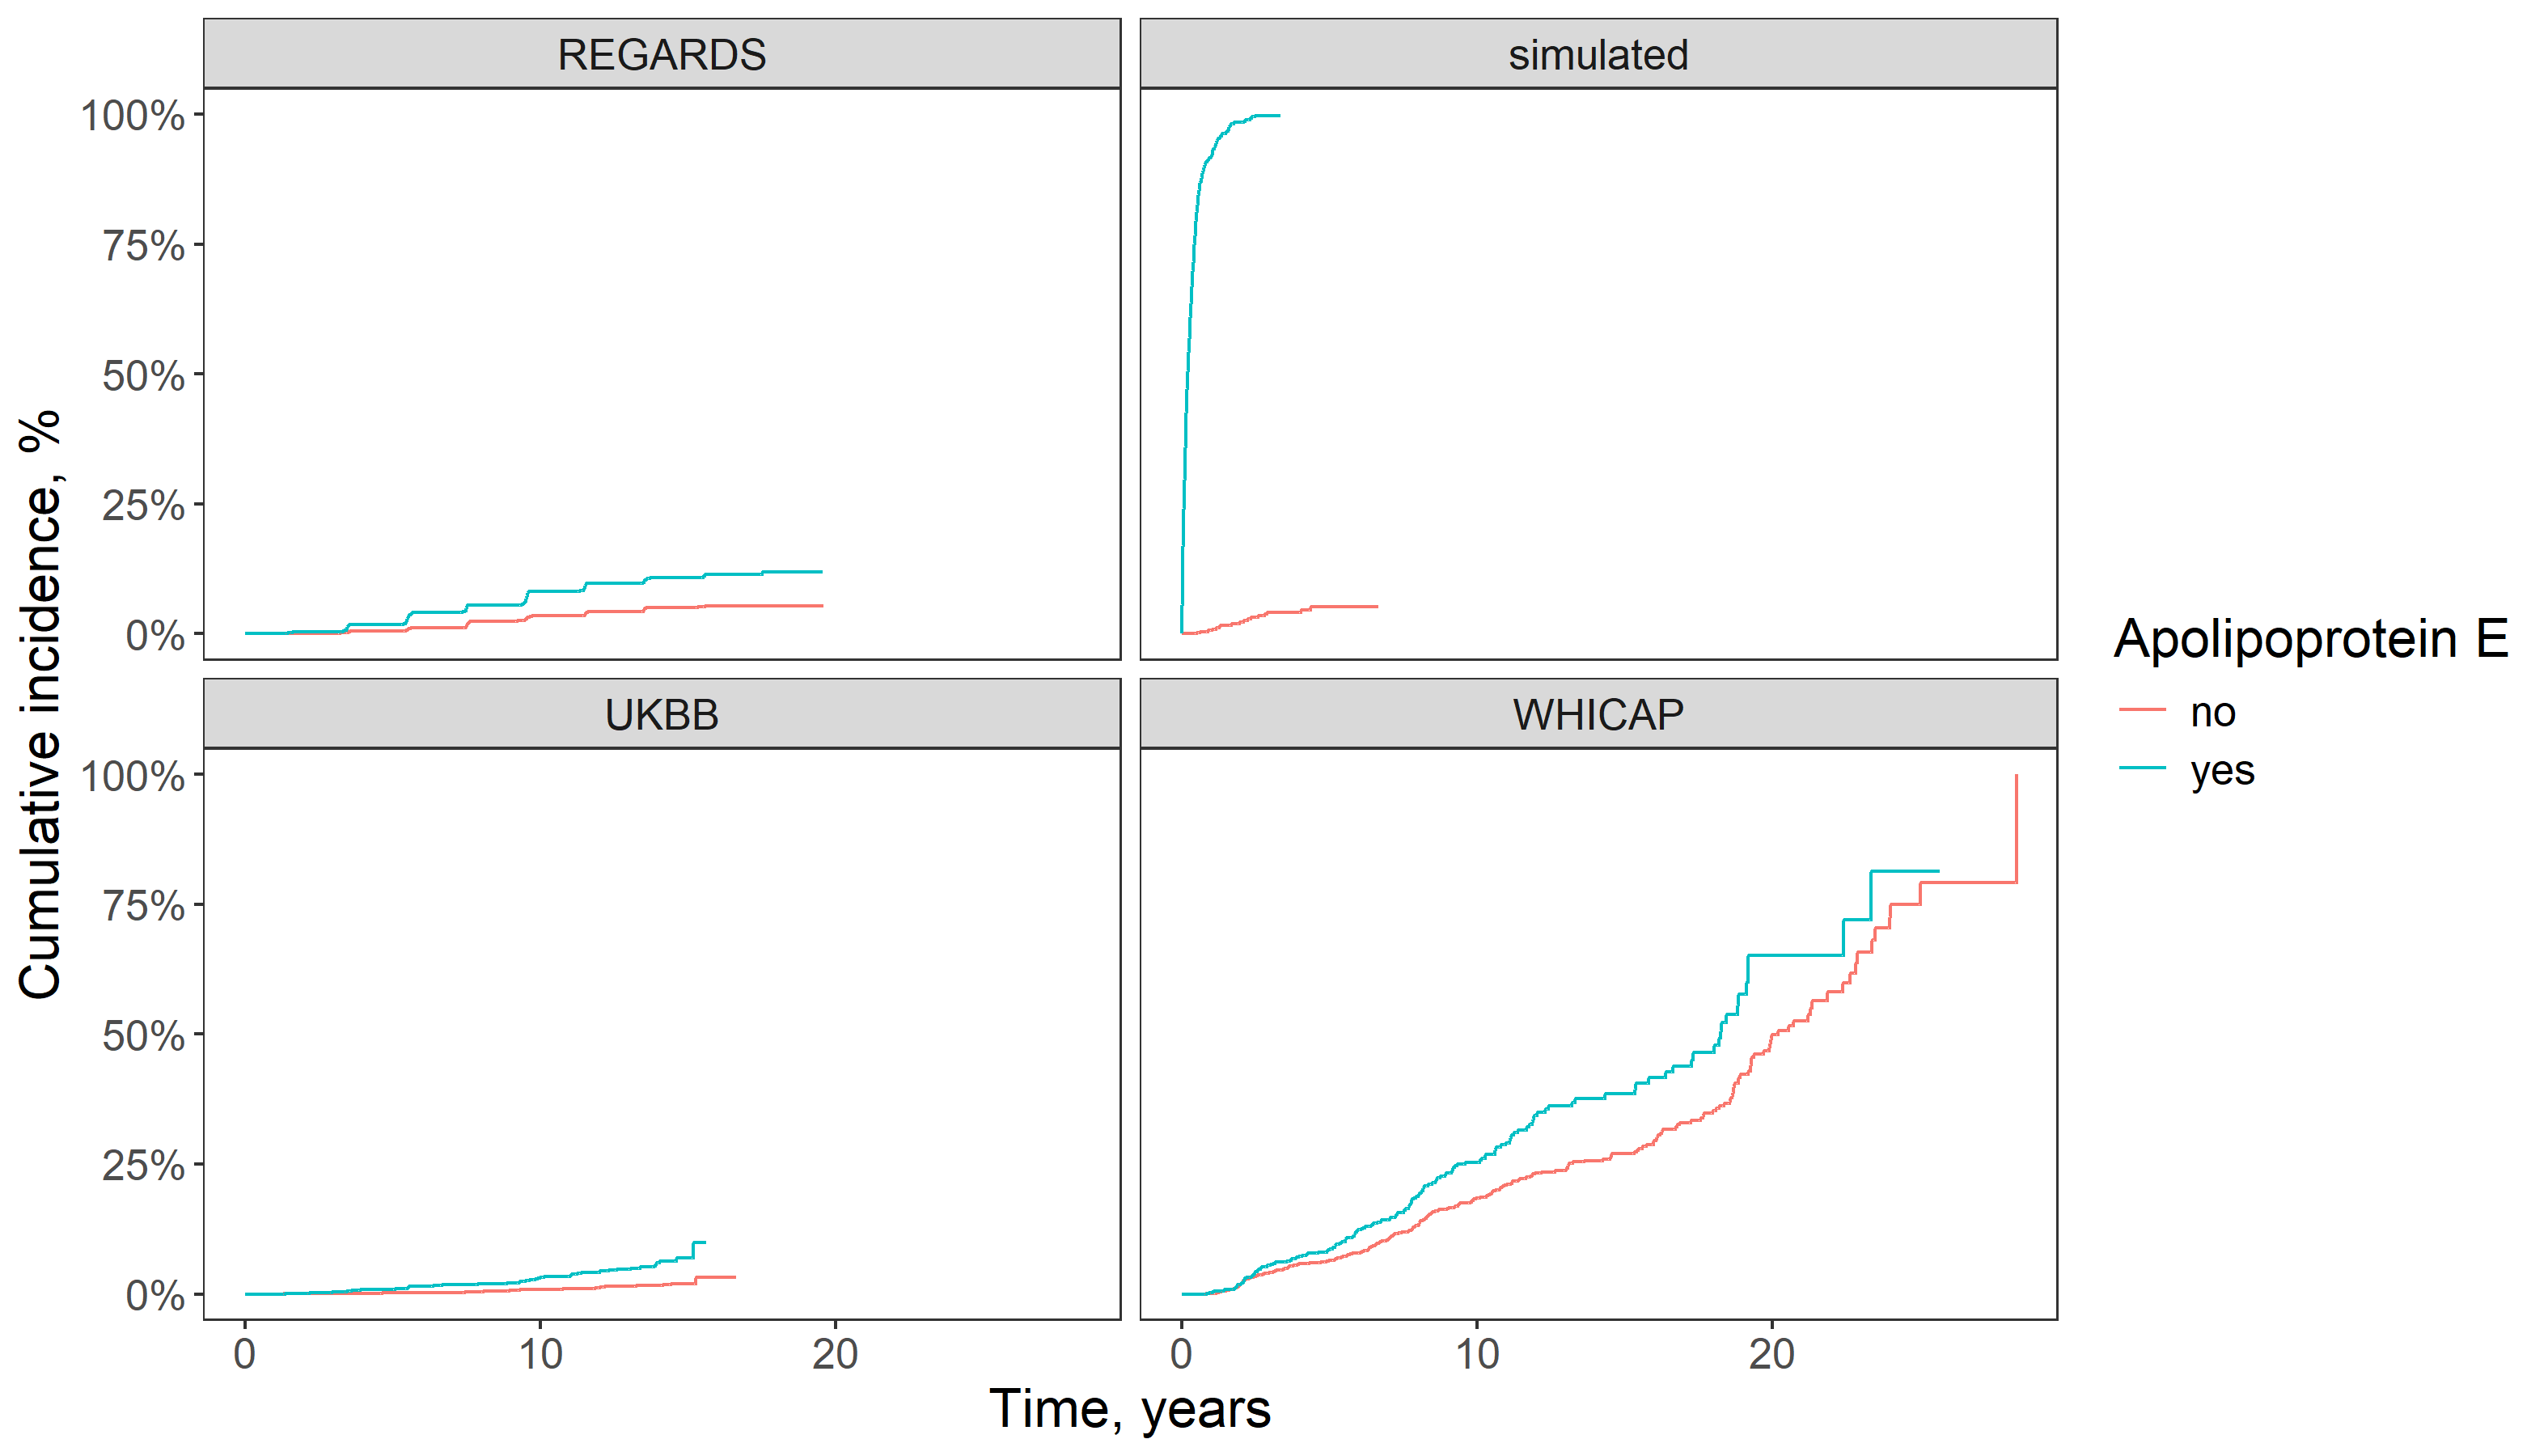 REGARDS
simulated
100%
75%
50%
25%
0%
UKBB
WHICAP
100%
75%
50%
25%
0%
0 10 20
0 10 20
Time, years
Cumulative incidence, %
Apolipoprotein E
no
yes